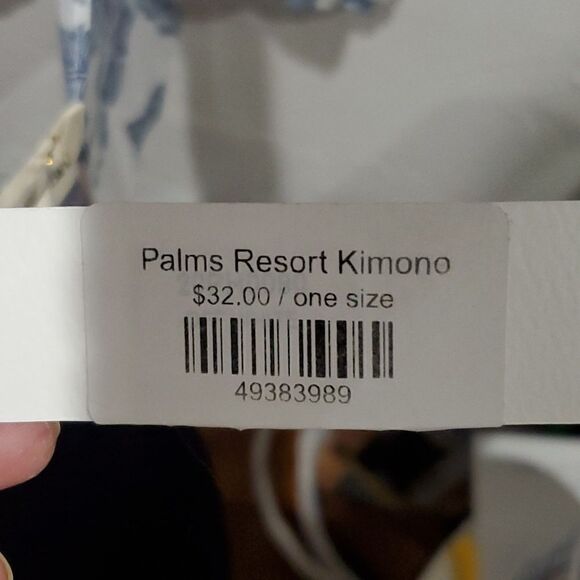 Palms Resort Kimono
$32.00 / one size
49383989